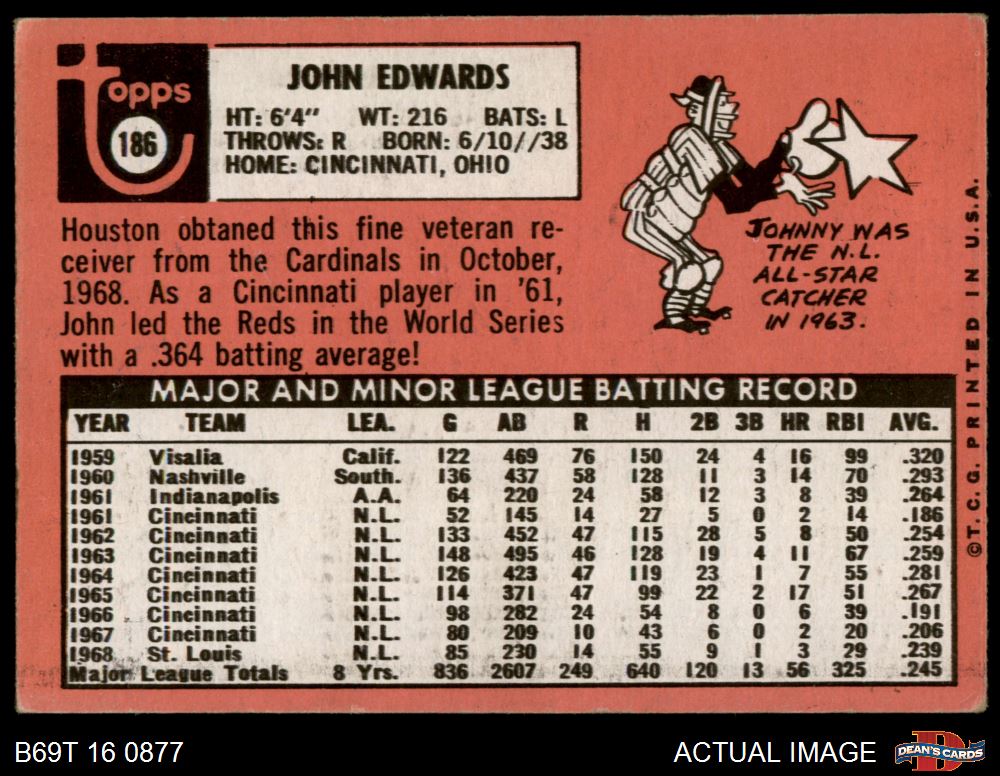 topps
186
JOHN EDWARDS
HT: 6'4" WT: 216 BATS: L
THROWS: R BORN: 6/10//38
HOME: CINCINNATI, OHIO
Houston obtaned this fine veteran re-
ceiver from the Cardinals in October,
1968. As a Cincinnati player in '61,
John led the Reds in the World Series
with a .364 batting average!
JOHNNY WAS
THE N.L.
ALL-STAR
CATCHER
IN 1963.
©T.C.G. PRINTED IN U.S.A.
MAJOR AND MINOR LEAGUE BATTING RECORD
YEAR TEAM LEA. G AB R H 2B 3B HR RBI AVG.
1959 Visalia Calif. 122 469 76 150 24 4 16 99 .320
1960 Nashville South. 136 437 58 128 11 3 14 70 .293
1961 Indianapolis A.A. 64 220 24 58 12 3 8 39 .264
1961 Cincinnati N.L. 52 145 14 27 5 0 2 14 .186
1962 Cincinnati N.L. 133 452 47 115 28 5 8 50 .254
1963 Cincinnati N.L. 148 495 46 128 19 4 11 67 .259
1964 Cincinnati N.L. 126 423 47 119 23 1 7 55 .281
1965 Cincinnati N.L. 114 371 47 99 22 2 17 51 .267
1966 Cincinnati N.L. 98 282 24 54 8 0 6 39 .191
1967 Cincinnati N.L. 80 209 10 43 6 0 2 20 .206
1968 St. Louis N.L. 85 230 14 55 9 1 3 29 .239
Major League Totals 8 Yrs. 836 2607 249 640 120 13 56 325 .245
B69T 16 0877
ACTUAL IMAGE
DEAN'S CARDS